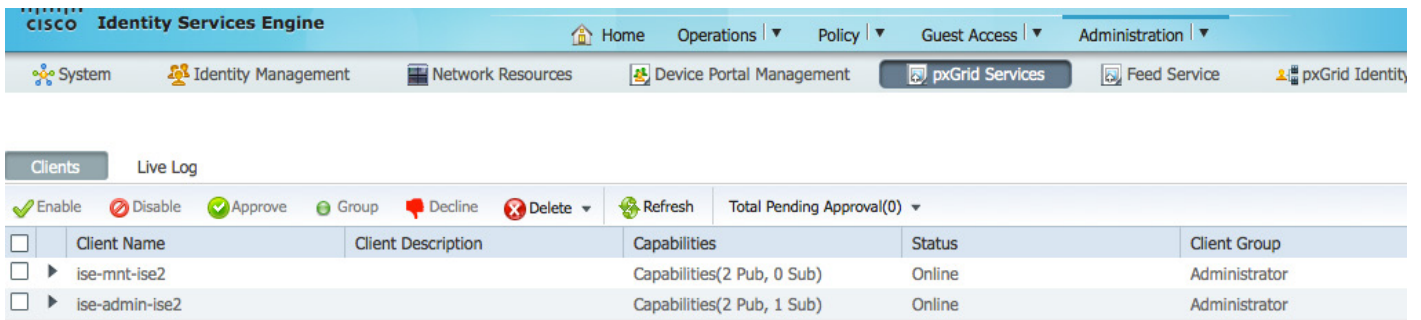 CISCO Identity Services Engine
Home Operations Policy Guest Access Administration
System Identity Management Network Resources Device Portal Management pxGrid Services Feed Service pxGrid Identity
Clients Live Log
Enable Disable Approve Group Decline Delete Refresh Total Pending Approval(0)
Client Name Client Description Capabilities Status Client Group
ise-mnt-ise2 Capabilities(2 Pub, 0 Sub) Online Administrator
ise-admin-ise2 Capabilities(2 Pub, 1 Sub) Online Administrator